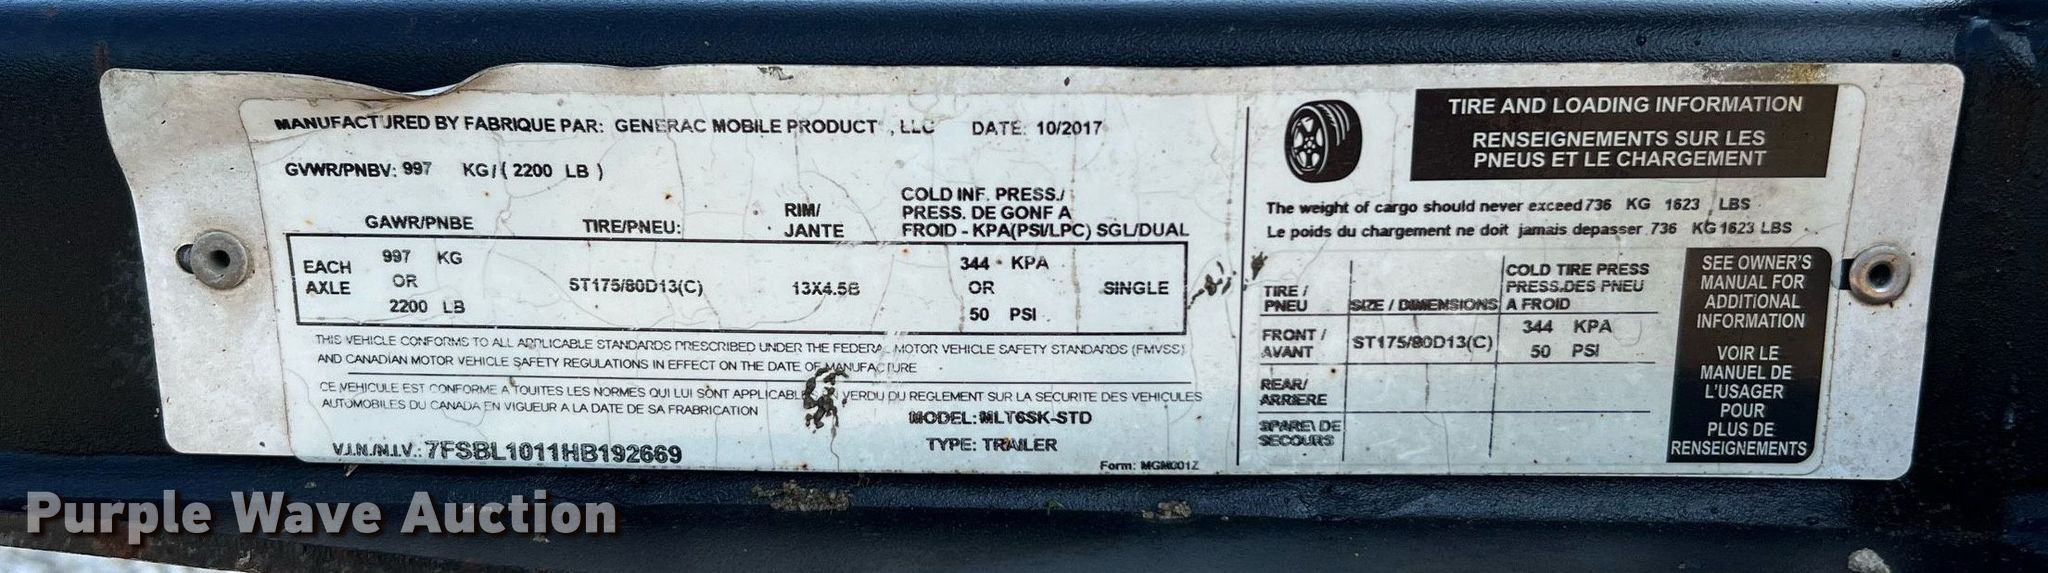 MANUFACTURED BY FABRIQUE PAR: GENERAC MOBILE PRODUCT , LLC DATE: 10/2017
GVWR/PNBV: 997 KG/( 2200 LB )
GAWR/PNBE TIRE/PNEU: RIM/ JANTE COLD INF. PRESS./ PRESS. DE GONF A FROID - KPA(PSI/LPC) SGL/DUAL
EACH AXLE 997 KG OR 2200 LB ST175/80D13(C) 13X4.5B 344 KPA OR 50 PSI SINGLE
THIS VEHICLE CONFORMS TO ALL APPLICABLE STANDARDS PRESCRIBED UNDER THE FEDERAL MOTOR VEHICLE SAFETY STANDARDS (FMVSS)
AND CANADIAN MOTOR VEHICLE SAFETY REGULATIONS IN EFFECT ON THE DATE OF MANUFACTURE
CE VEHICULE EST CONFORME A TOUITES LES NORMES QUI LUI SONT APPLICABLES EN VERDU DU REGLEMENT SUR LA SECURITE DES VEHICULES
AUTOMOBILES DU CANADA EN VIGUEUR A LA DATE DE SA FRABRICATION
MODEL: MLT6SK-STD
V.I.N./N.I.V.: 7FSBL1011HB192669 TYPE: TRAILER
Form: MGM001Z
TIRE AND LOADING INFORMATION
RENSEIGNEMENTS SUR LES
PNEUS ET LE CHARGEMENT
The weight of cargo should never exceed 736 KG 1623 LBS
Le poids du chargement ne doit jamais depasser 736 KG 1623 LBS
TIRE / PNEU SIZE / DIMENSIONS COLD TIRE PRESS PRESS.DES PNEU A FROID
FRONT / AVANT ST175/80D13(C) 344 KPA 50 PSI
REAR/ ARRIERE
SPARE\ DE SECOURS
SEE OWNER'S
MANUAL FOR
ADDITIONAL
INFORMATION
VOIR LE
MANUEL DE
L'USAGER
POUR
PLUS DE
RENSEIGNEMENTS
Purple Wave Auction